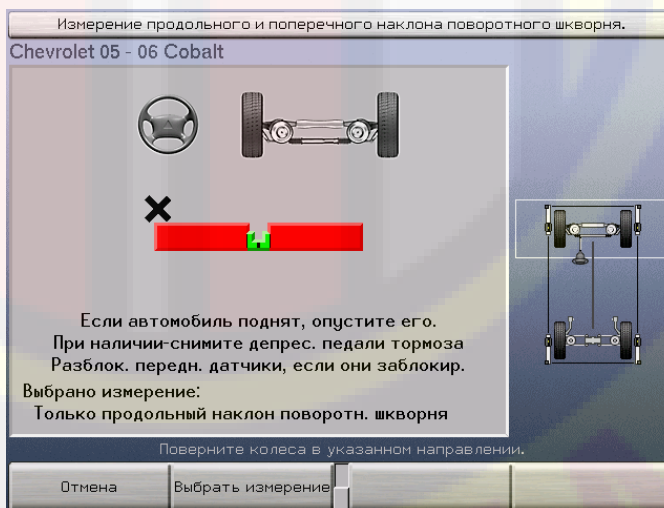 Измерение продольного и поперечного наклона поворотного шкворня.
Chevrolet 05 - 06 Cobalt
Если автомобиль поднят, опустите его.
При наличии-снимите депрес. педали тормоза
Разблок. передн. датчики, если они заблокир.
Выбрано измерение:
Только продольный наклон поворотн. шкворня
Поверните колеса в указанном направлении.
Отмена
Выбрать измерение